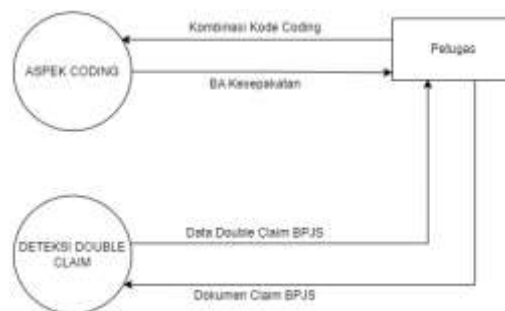 Kombinasi Kode Coding
Petugas
ASPEK CODING
BA Kesepakatan
Data Double Claim BPJS
DETEKSI DOUBLE
CLAIM
Dokumen Claim BPJS